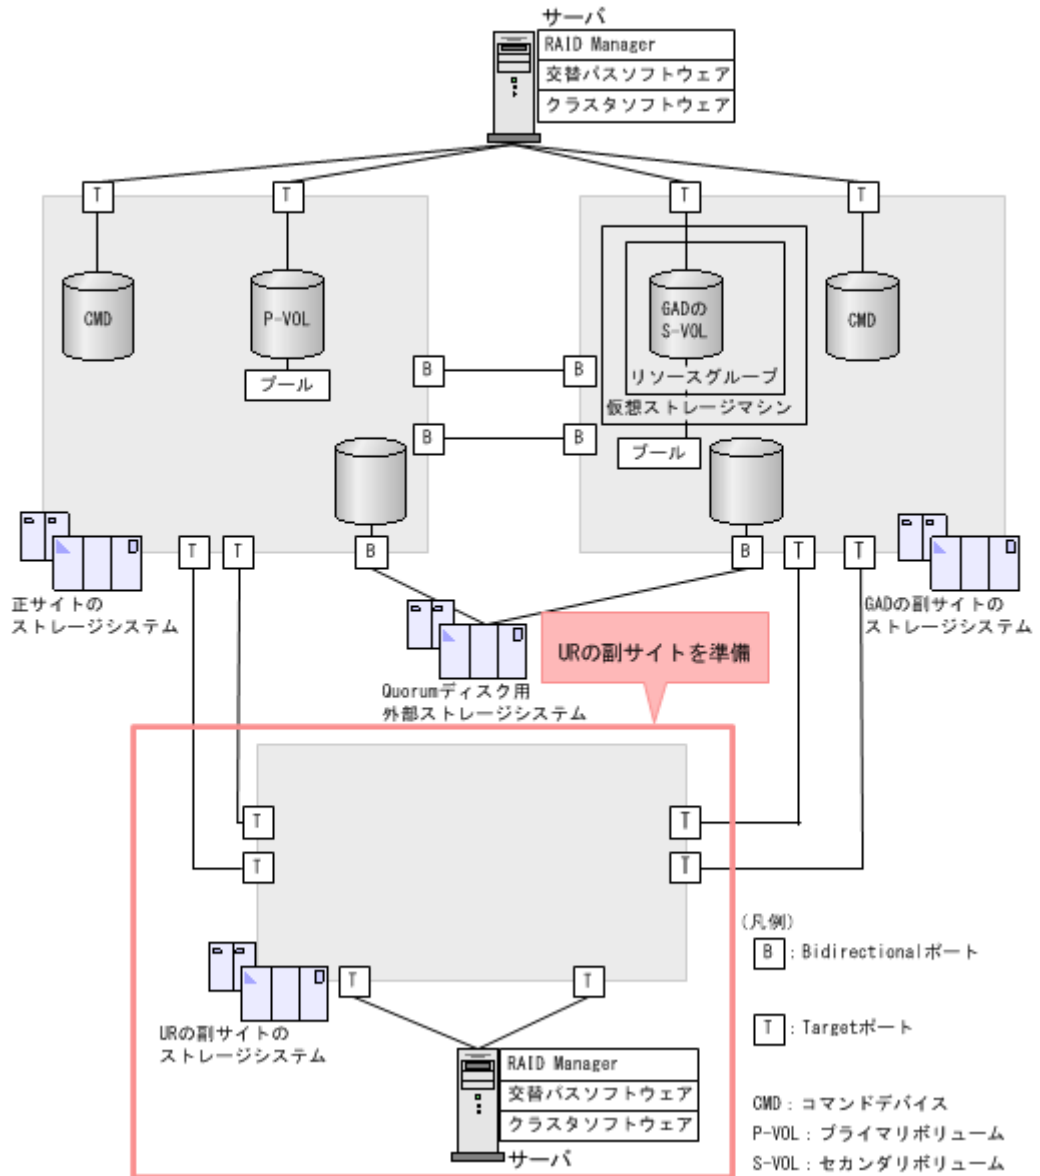 サーバ
RAID Manager
交替パスソフトウェア
クラスタソフトウェア
T
T
T
T
CMD
P-VOL
GADの
S-VOL
CMD
プール
リソースグループ
仮想ストレージマシン
プール
B
B
B
B
T
T
B
B
T
T
正サイトの
ストレージシステム
GADの副サイトの
ストレージシステム
Quorumディスク用
外部ストレージシステム
URの副サイトを準備
T
T
T
T
T
T
URの副サイトの
ストレージシステム
RAID Manager
交替パスソフトウェア
クラスタソフトウェア
サーバ
(凡例)
B : Bidirectionalポート
T : Targetポート
CMD : コマンドデバイス
P-VOL : プライマリボリューム
S-VOL : セカンダリボリューム